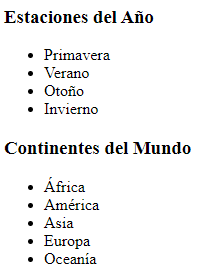 Estaciones del Año
Primavera
Verano
Otoño
Invierno
Continentes del Mundo
África
América
Asia
Europa
Oceanía